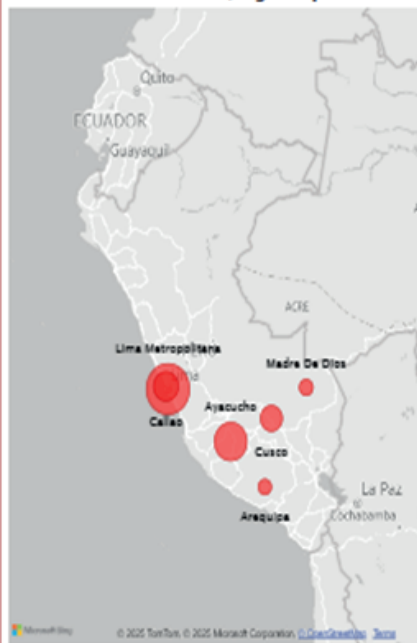 Quito
ECUADOR
Guayaquil
ACRE
Lima Metropolitana
Lima
Madre De Dios
Ayacucho
Callao
Cusco
La Paz
Arequipa
Cochabamba
Microsoft Bing
© 2025 TomTom, © 2025 Microsoft Corporation, © OpenStreetMap, Terms